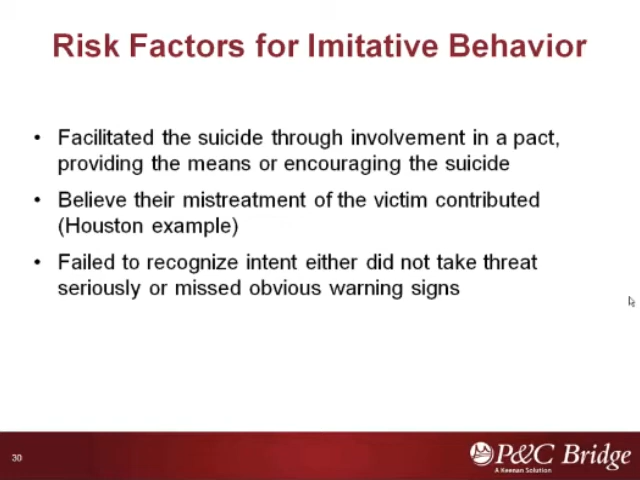 Risk Factors for Imitative Behavior
• Facilitated the suicide through involvement in a pact,
providing the means or encouraging the suicide
• Believe their mistreatment of the victim contributed
(Houston example)
• Failed to recognize intent either did not take threat
seriously or missed obvious warning signs
30
P&C Bridge
A Keenan Solution